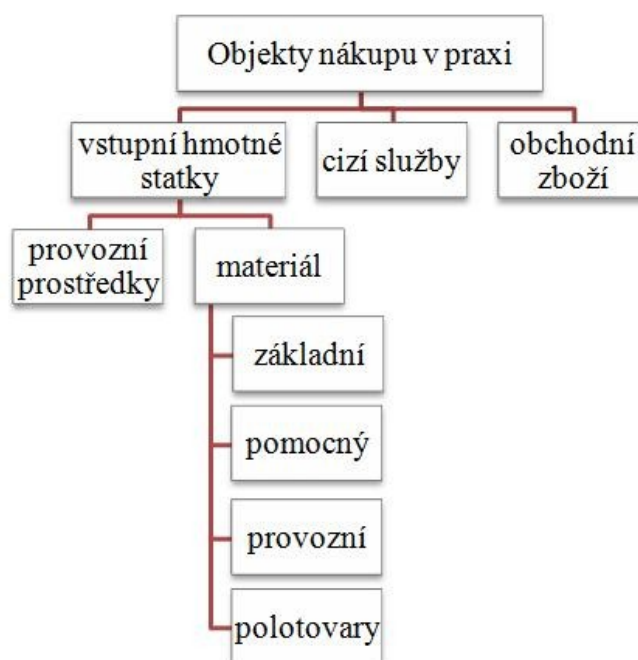 Objekty nákupu v praxi
vstupní hmotné
statky
cizí služby
obchodní
zboží
provozní
prostředky
materiál
základní
pomocný
provozní
polotovary